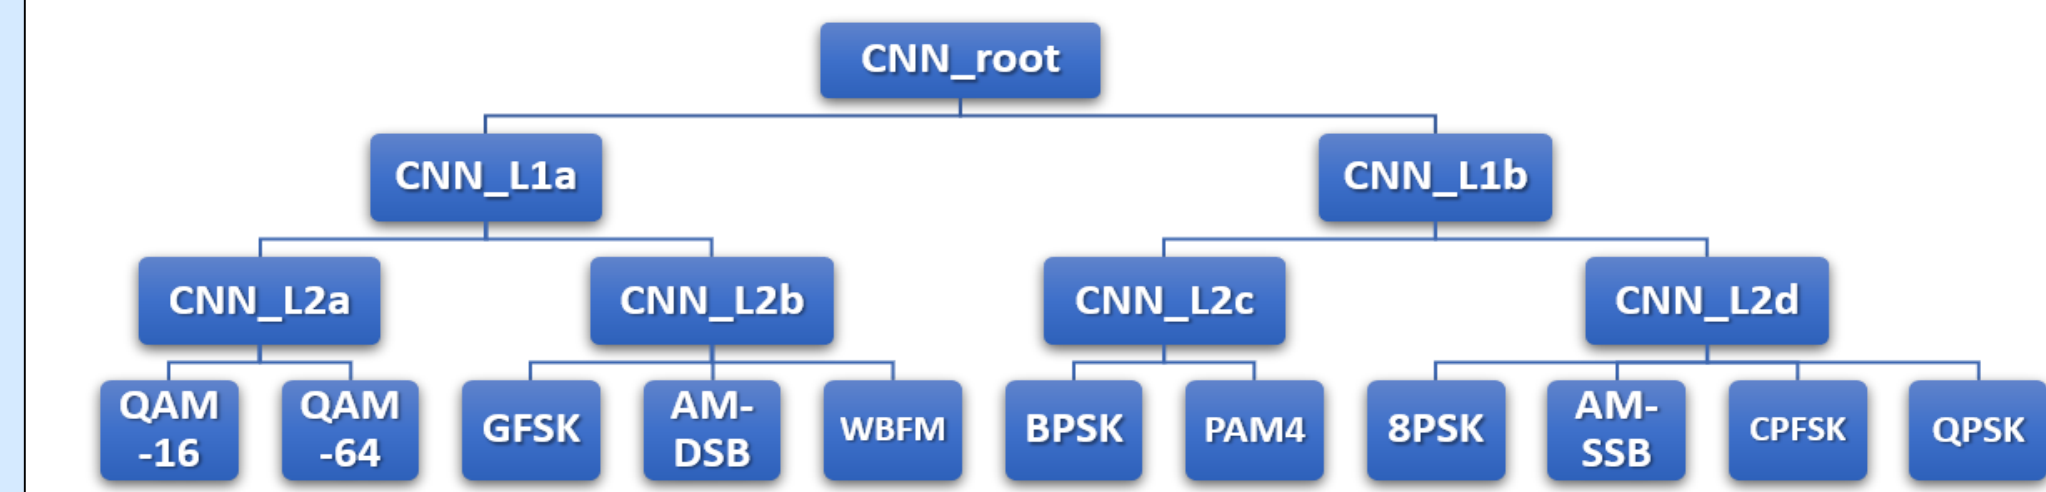 CNN_root
CNN_L1a
CNN_L1b
CNN_L2a
CNN_L2b
CNN_L2c
CNN_L2d
QAM
-16
QAM
-64
GFSK
AM-
DSB
WBFM
BPSK
PAM4
8PSK
AM-
SSB
CPFSK
QPSK